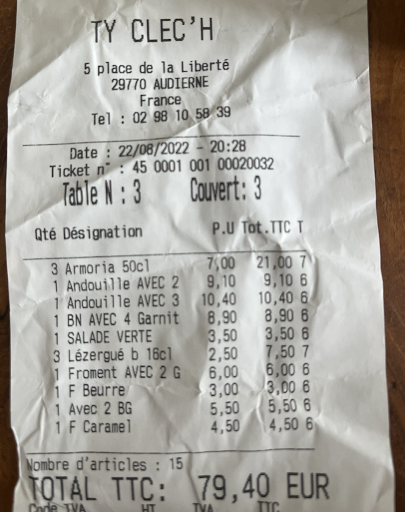 TY CLEC'H
5 place de la Liberté
29770 AUDIERNE
France
Tel : 02 98 10 58 39
Date : 22/08/2022 - 20:28
Ticket n° : 45 0001 001 00020032
Table N : 3 Couvert: 3
Qté Désignation P.U Tot.TTC T
3 Armoria 50cl 7,00 21,00 7
1 Andouille AVEC 2 9,10 9,10 6
1 Andouille AVEC 3 10,40 10,40 6
1 BN AVEC 4 Garnit 8,90 8,90 6
1 SALADE VERTE 3,50 3,50 6
3 Lézergué b 16cl 2,50 7,50 7
1 Froment AVEC 2 G 6,00 6,00 6
1 F Beurre 3,00 3,00 6
1 Avec 2 BG 5,50 5,50 6
1 F Caramel 4,50 4,50 6
Nombre d'articles : 15
TOTAL TTC: 79,40 EUR
Code TVA HT TVA TTC